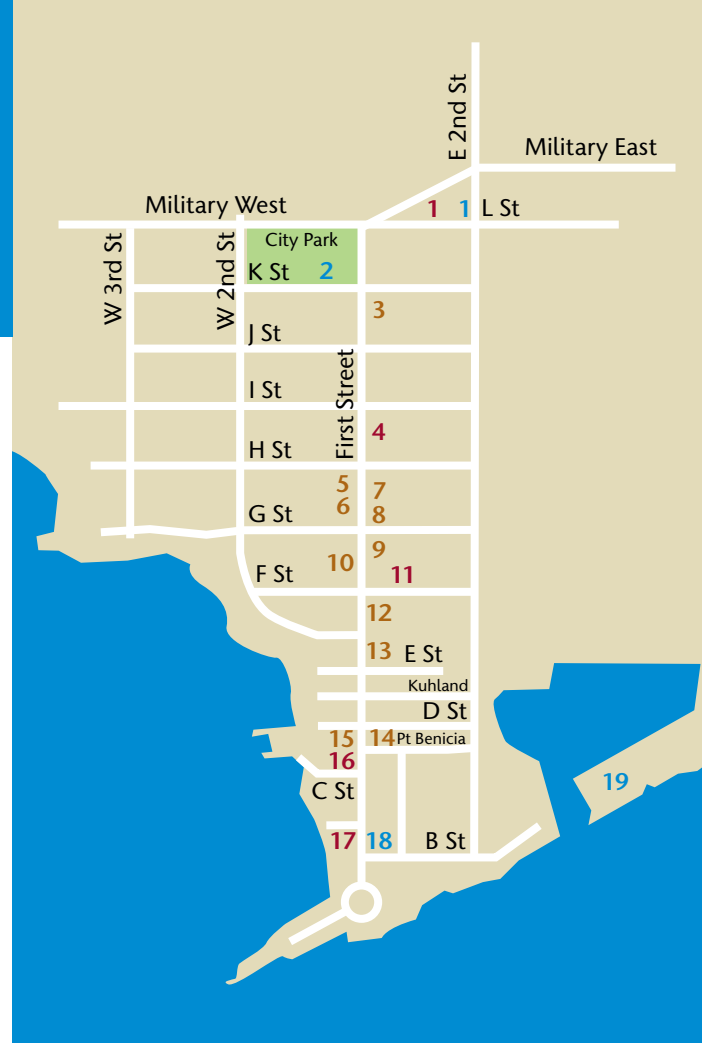 E 2nd St
Military East
Military West
1
1
L St
City Park
W 3rd St
W 2nd St
K St
2
3
J St
First Street
I St
4
H St
5
7
6
8
G St
9
10
F St
11
12
13
E St
Kuhland
D St
15
14
Pt Benicia
16
C St
19
17
18
B St